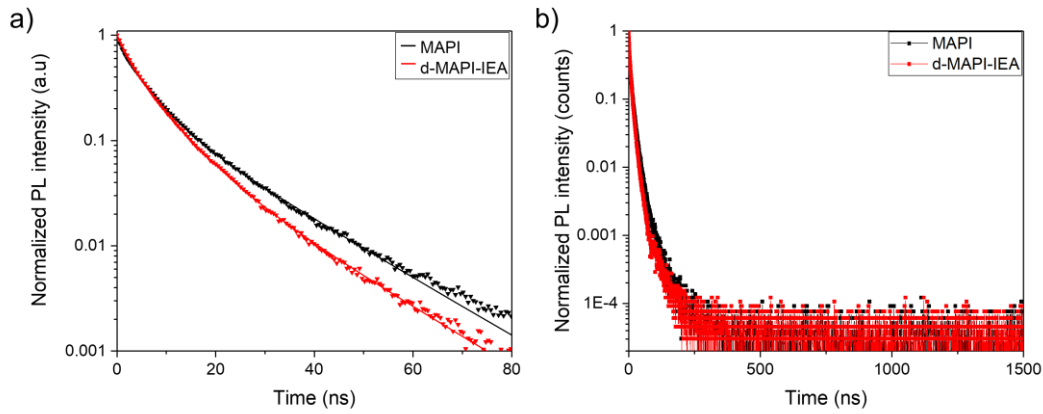 a)
Normalized PL intensity (a.u)
1
0.1
0.01
0.001
0
20
40
60
80
Time (ns)
MAPI
d-MAPI-IEA
b)
Normalized PL intensity (counts)
1
0.1
0.01
0.001
1E-4
0
500
1000
1500
Time (ns)
MAPI
d-MAPI-IEA